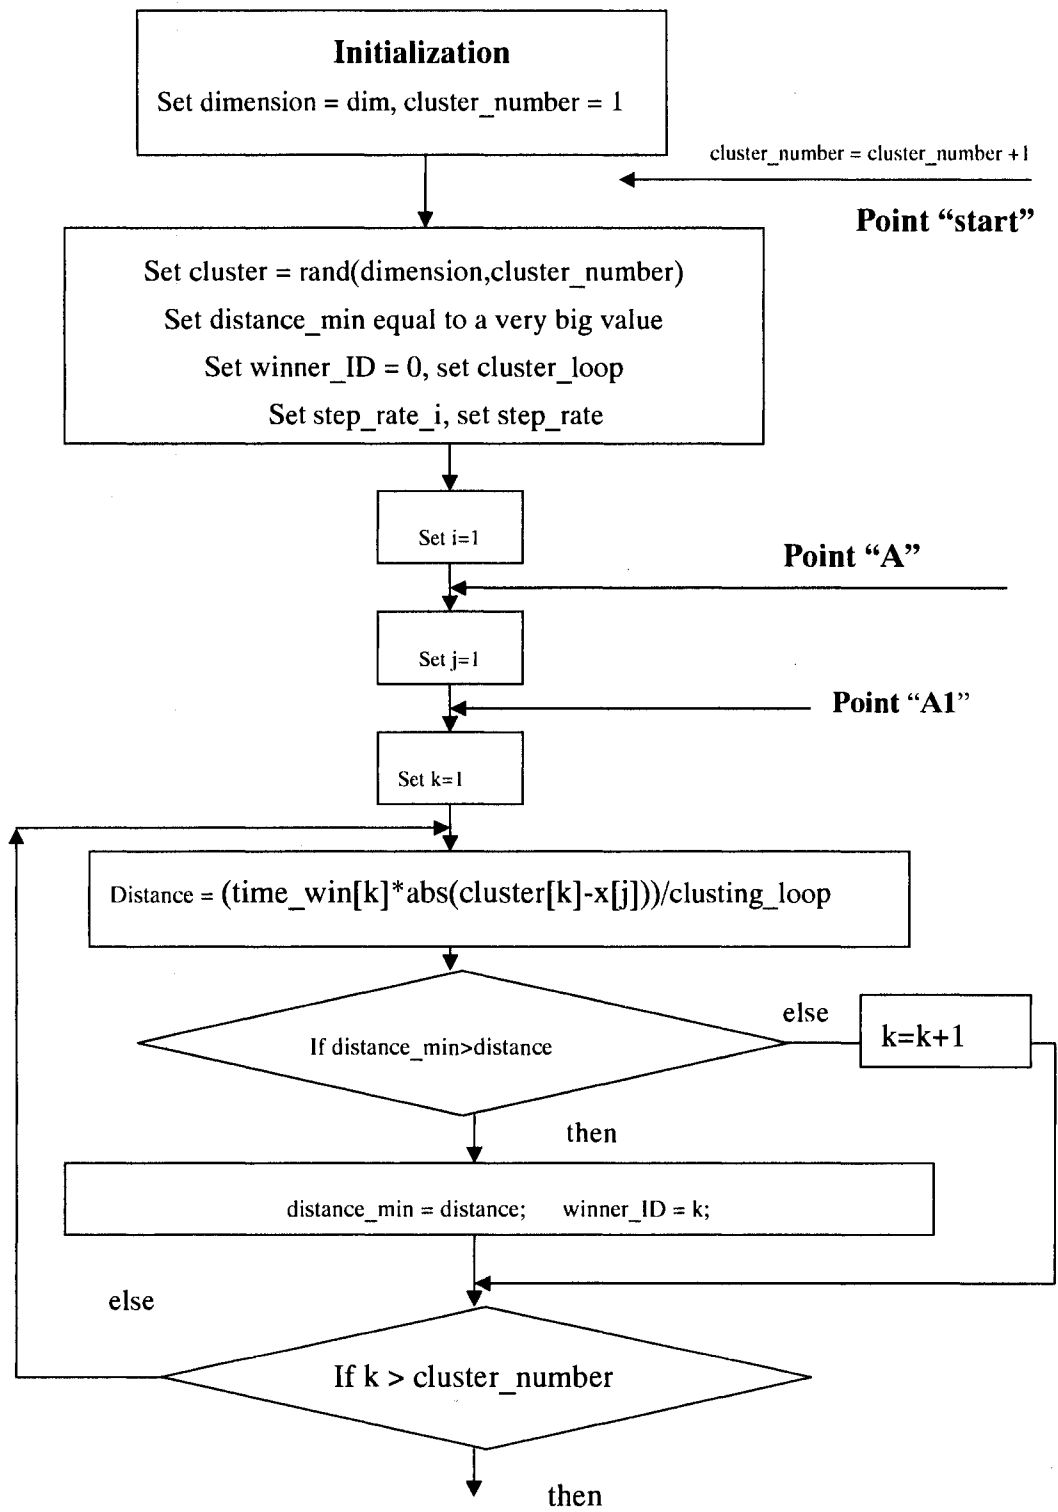 Initialization
Set dimension = dim, cluster_number = 1
cluster_number = cluster_number +1
Point “start”
Set cluster = rand(dimension,cluster_number)
Set distance_min equal to a very big value
Set winner_ID = 0, set cluster_loop
Set step_rate_i, set step_rate
Set i=1
Point “A”
Set j=1
Point “A1”
Set k=1
Distance = (time_win[k]*abs(cluster[k]-x[j]))/clusting_loop
else
k=k+1
If distance_min>distance
then
distance_min = distance; winner_ID = k;
else
If k > cluster_number
then